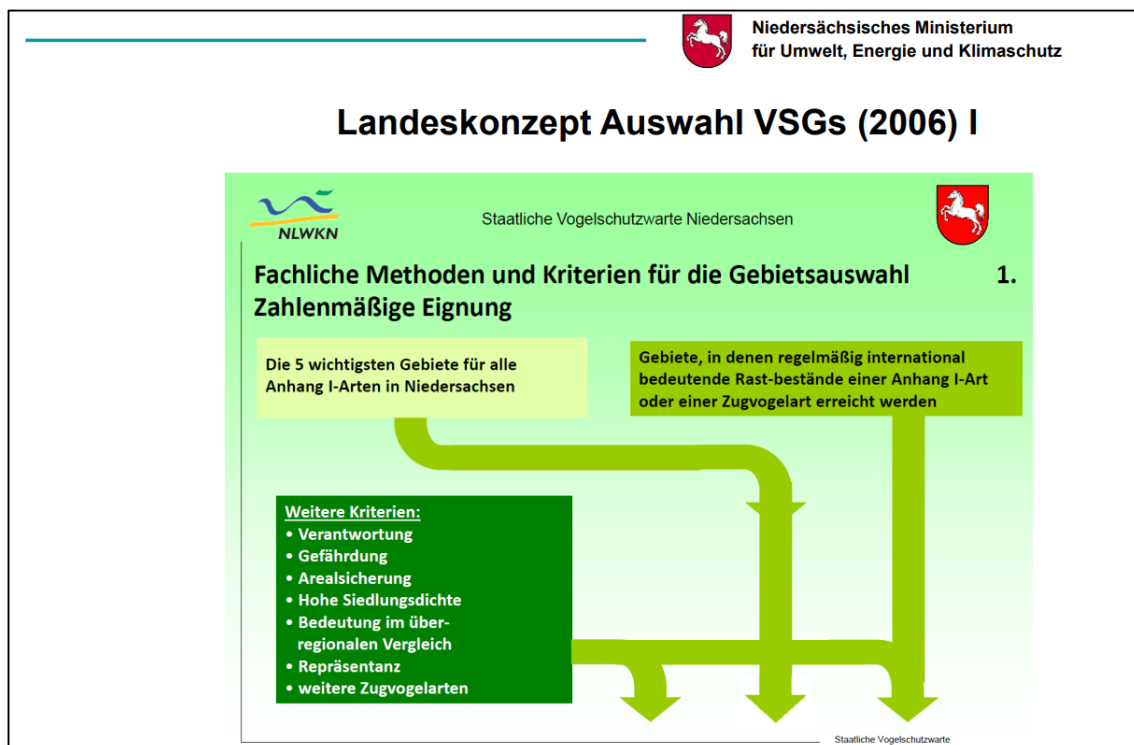 Niedersächsisches Ministerium
für Umwelt, Energie und Klimaschutz
Landeskonzept Auswahl VSGs (2006) I
NLWKN
Staatliche Vogelschutzwarte Niedersachsen
Fachliche Methoden und Kriterien für die Gebietsauswahl 1.
Zahlenmäßige Eignung
Die 5 wichtigsten Gebiete für alle
Anhang I-Arten in Niedersachsen
Gebiete, in denen regelmäßig international
bedeutende Rast-bestände einer Anhang I-Art
oder einer Zugvogelart erreicht werden
Weitere Kriterien:
• Verantwortung
• Gefährdung
• Arealsicherung
• Hohe Siedlungsdichte
• Bedeutung im über-
regionalen Vergleich
• Repräsentanz
• weitere Zugvogelarten
Staatliche Vogelschutzwarte